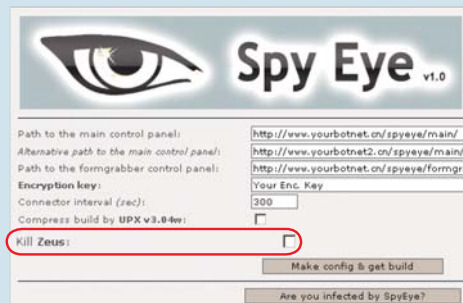 Spy Eye v1.0
Path to the main control panel: http://www.yourbotnet.cn/spyeye/main/
Alternative path to the main control panel: http://www.yourbotnet2.cn/spyeye/main/
Path to the formgrabber control panel: http://www.yourbotnet.cn/spyeye/formgr
Encryption key: Your Enc. Key
Connector interval (sec): 300
Compress build by UPX v3.04w:
Kill Zeus:
Make config & get build
Are you infected by SpyEye?